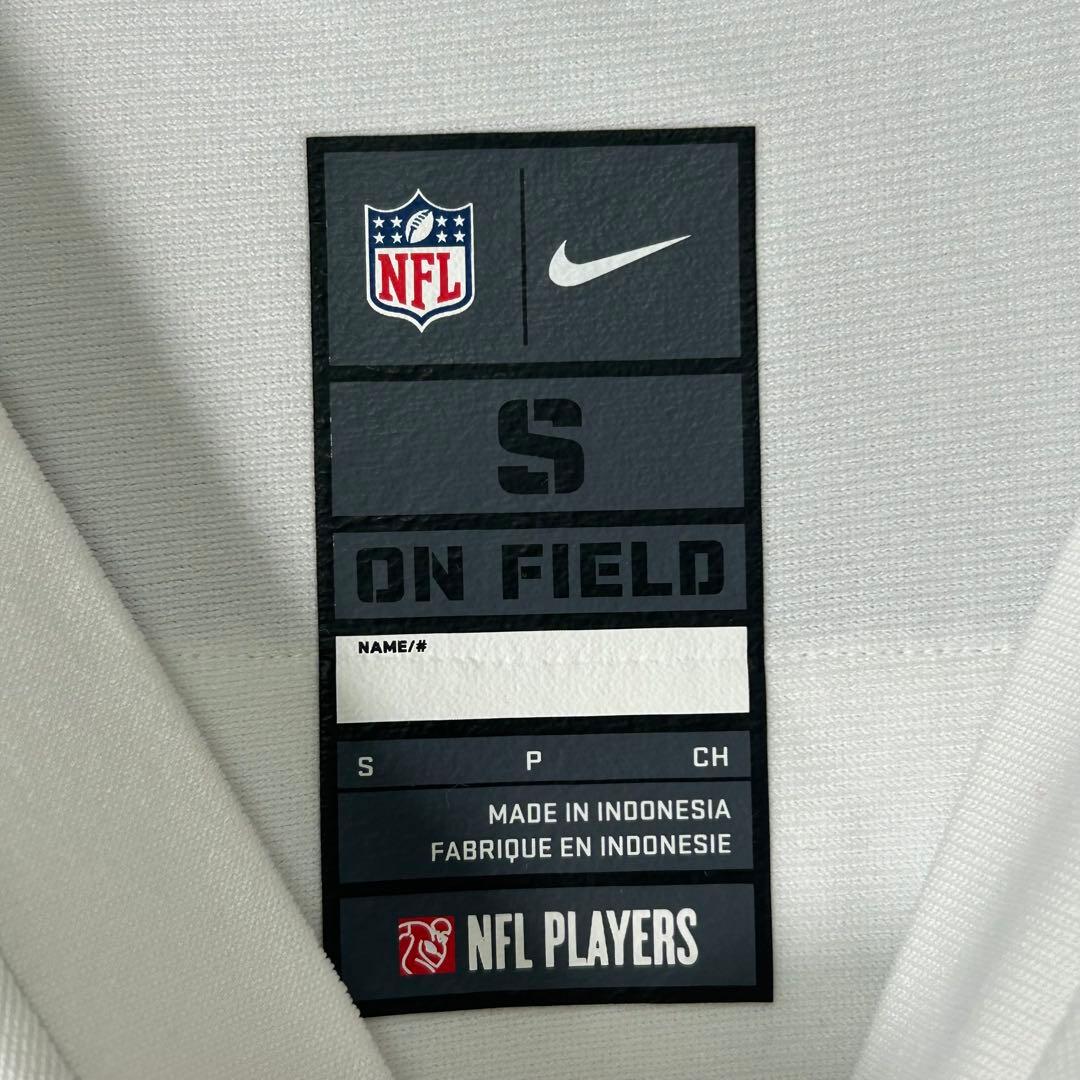 NFL
S
ON FIELD
NAME/#
S P CH
MADE IN INDONESIA
FABRIQUE EN INDONESIE
NFL PLAYERS